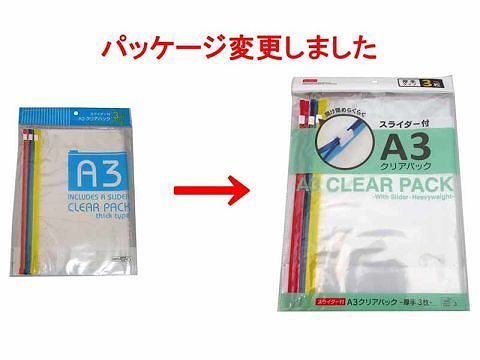 パッケージ変更しました
スライダー付
A3クリアパック
3枚
A3
INCLUDES A SLIDER
CLEAR PACK
thick type
厚手
3枚
開け閉めらくらく
スライダー付
A3
クリアパック
A3 CLEAR PACK
-With Slider・Heavyweight-
スライダー付 A3クリアパック -厚手3枚-